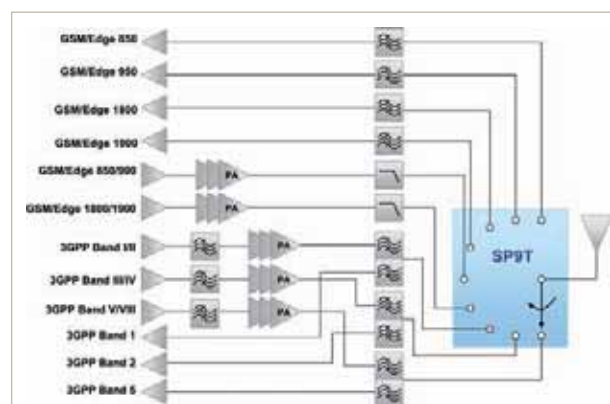 GSM/Edge 850
GSM/Edge 950
GSM/Edge 1800
GSM/Edge 1900
GSM/Edge 850/900
PA
GSM/Edge 1800/1900
PA
3GPP Band I/II
PA
3GPP Band III/IV
PA
3GPP Band V/VIII
PA
3GPP Band 1
3GPP Band 2
3GPP Band 5
SP9T